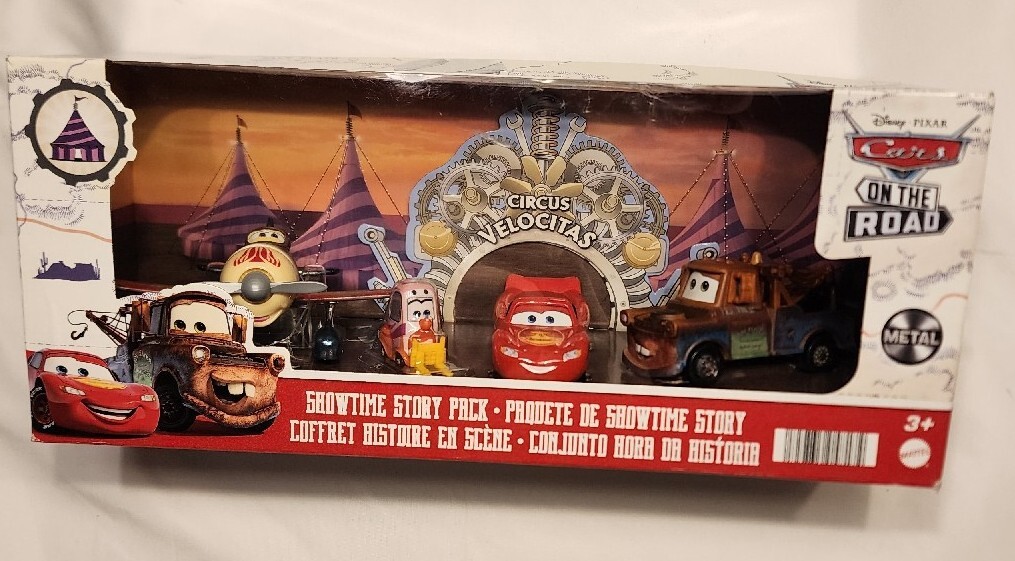 Disney · PIXAR
Cars
ON THE
ROAD
CIRCUS
VELOCITAS
METAL
SHOWTIME STORY PACK • PAQUETE DE SHOWTIME STORY
COFFRET HISTOIRE EN SCÈNE • CONJUNTO HORA DA HISTÓRIA
3+
MATTEL